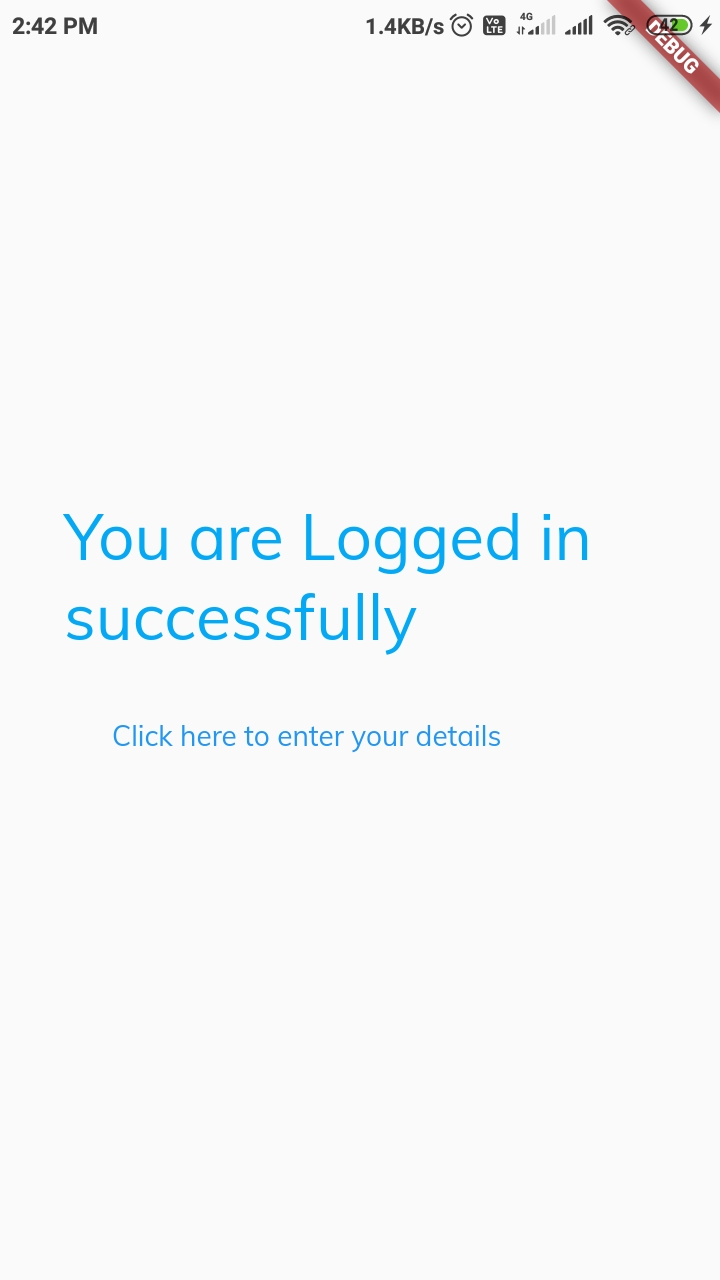 2:42 PM 1.4KB/s Vo LTE 4G 42
DEBUG
You are Logged in
successfully
Click here to enter your details